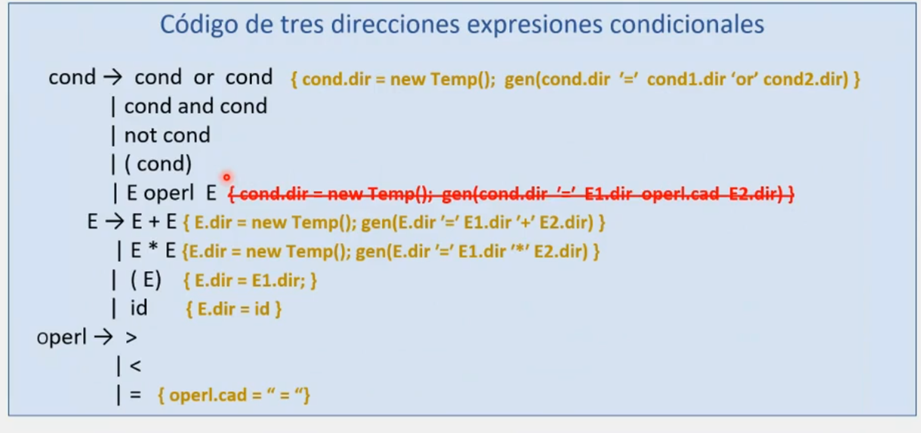 Código de tres direcciones expresiones condicionales
cond → cond or cond { cond.dir = new Temp(); gen(cond.dir '=' cond1.dir 'or' cond2.dir) }
| cond and cond
| not cond
| ( cond)
| E operl E { cond.dir = new Temp(); gen(cond.dir '=' E1.dir operl.cad E2.dir) }
E → E + E { E.dir = new Temp(); gen(E.dir '=' E1.dir '+' E2.dir) }
| E * E {E.dir = new Temp(); gen(E.dir '=' E1.dir '*' E2.dir) }
| ( E) { E.dir = E1.dir; }
| id { E.dir = id }
operl → >
| <
| = { operl.cad = “ = “}